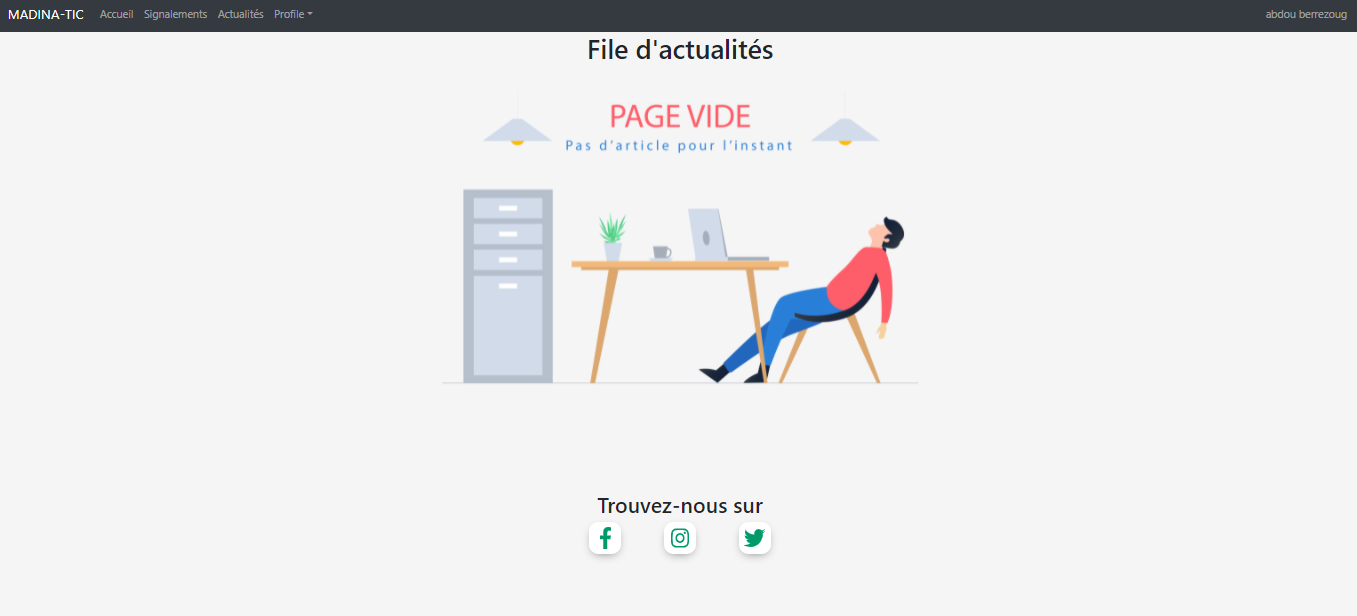 MADINA-TIC Accueil Signalements Actualités Profile abdou berrezoug
File d'actualités
PAGE VIDE
Pas d'article pour l'instant
Trouvez-nous sur